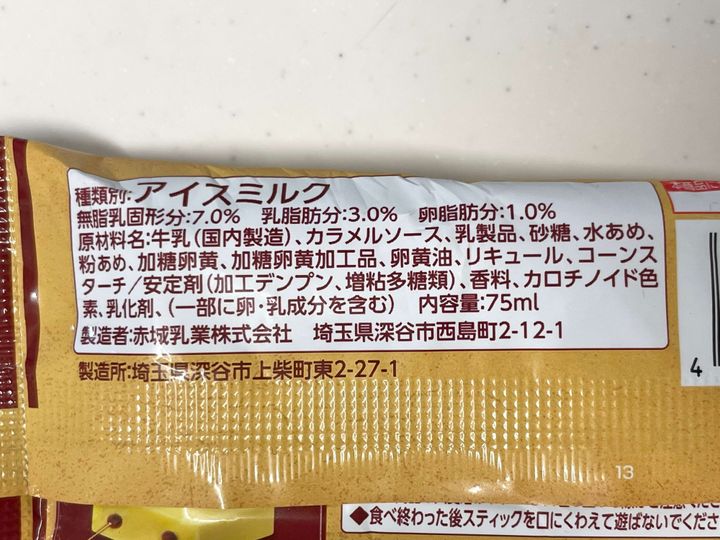 種類別:アイスミルク
無脂乳固形分:7.0% 乳脂肪分:3.0% 卵脂肪分:1.0%
原材料名:牛乳(国内製造)、カラメルソース、乳製品、砂糖、水あめ、
粉あめ、加糖卵黄、加糖卵黄加工品、卵黄油、リキュール、コーンス
ターチ/安定剤(加工デンプン、増粘多糖類)、香料、カロチノイド色
素、乳化剤、(一部に卵・乳成分を含む) 内容量:75ml
製造者:赤城乳業株式会社 埼玉県深谷市西島町2-12-1
製造所:埼玉県深谷市上柴町東2-27-1
4
13
◆食べ終わった後スティックを口にくわえて遊ばないでくださ